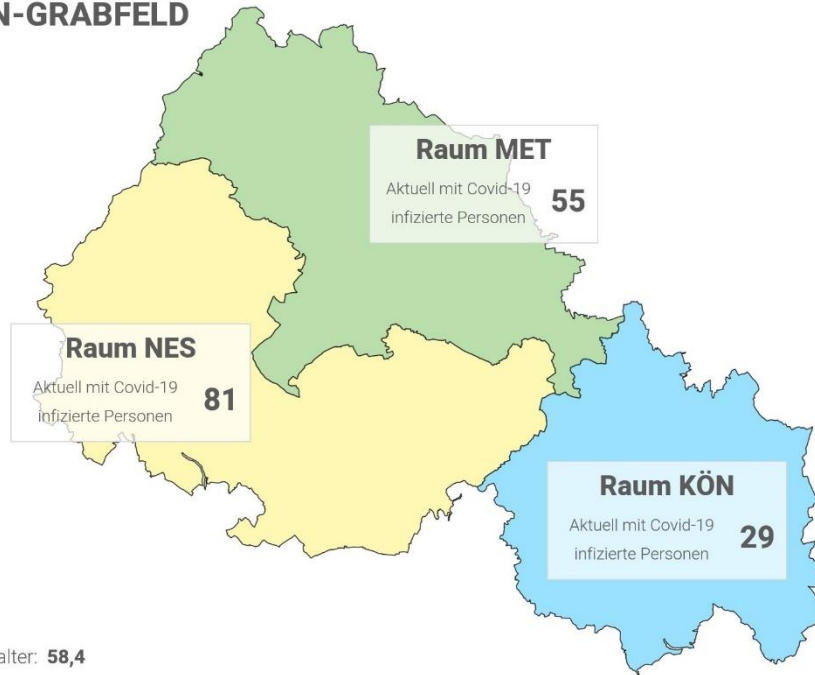 N-GRABFELD
Raum MET
Aktuell mit Covid-19
infizierte Personen 55
Raum NES
Aktuell mit Covid-19
infizierte Personen 81
Raum KÖN
Aktuell mit Covid-19
infizierte Personen 29
alter: 58,4